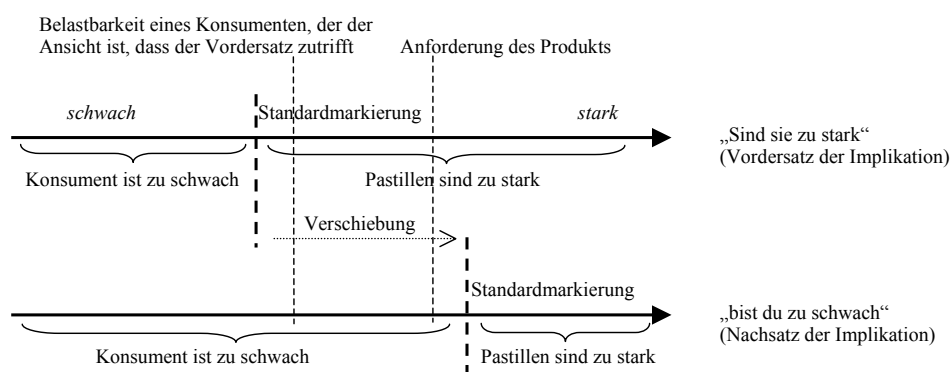 Belastbarkeit eines Konsumenten, der der
Ansicht ist, dass der Vordersatz zutrifft
Anforderung des Produkts
schwach
Standardmarkierung
stark
„Sind sie zu stark“
(Vordersatz der Implikation)
Konsument ist zu schwach
Pastillen sind zu stark
Verschiebung
Standardmarkierung
„bist du zu schwach“
(Nachsatz der Implikation)
Konsument ist zu schwach
Pastillen sind zu stark